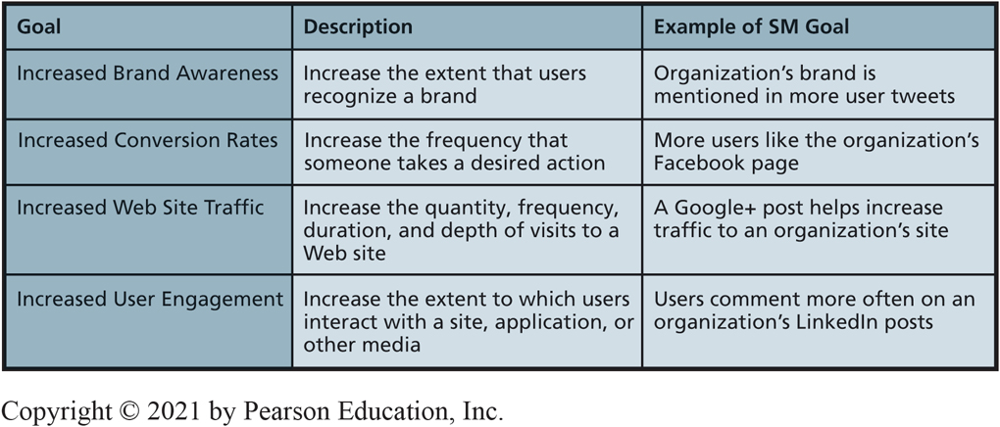 Goal Description Example of SM Goal
Increased Brand Awareness
Increase the extent that users
recognize a brand
Organization's brand is
mentioned in more user tweets
Increased Conversion Rates
Increase the frequency that
someone takes a desired action
More users like the organization's
Facebook page
Increased Web Site Traffic
Increase the quantity, frequency,
duration, and depth of visits to a
Web site
A Google+ post helps increase
traffic to an organization's site
Increased User Engagement
Increase the extent to which users
interact with a site, application, or
other media
Users comment more often on an
organization's LinkedIn posts
Copyright © 2021 by Pearson Education, Inc.